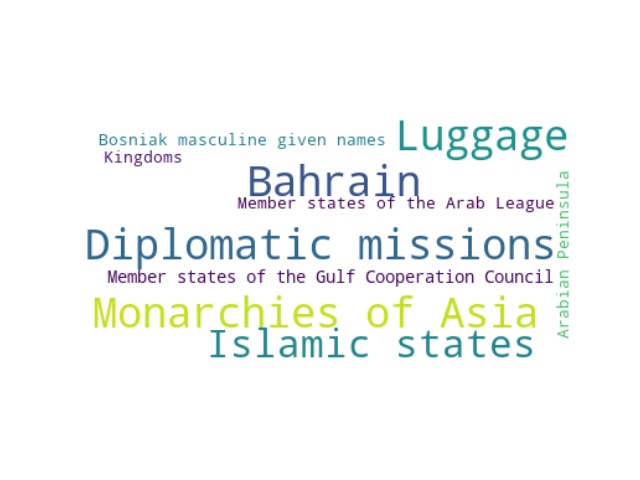 Luggage
Bosniak masculine given names
Kingdoms
Bahrain
Member states of the Arab League
Diplomatic missions
Member states of the Gulf Cooperation Council
Monarchies of Asia
Islamic states
Arabian Peninsula